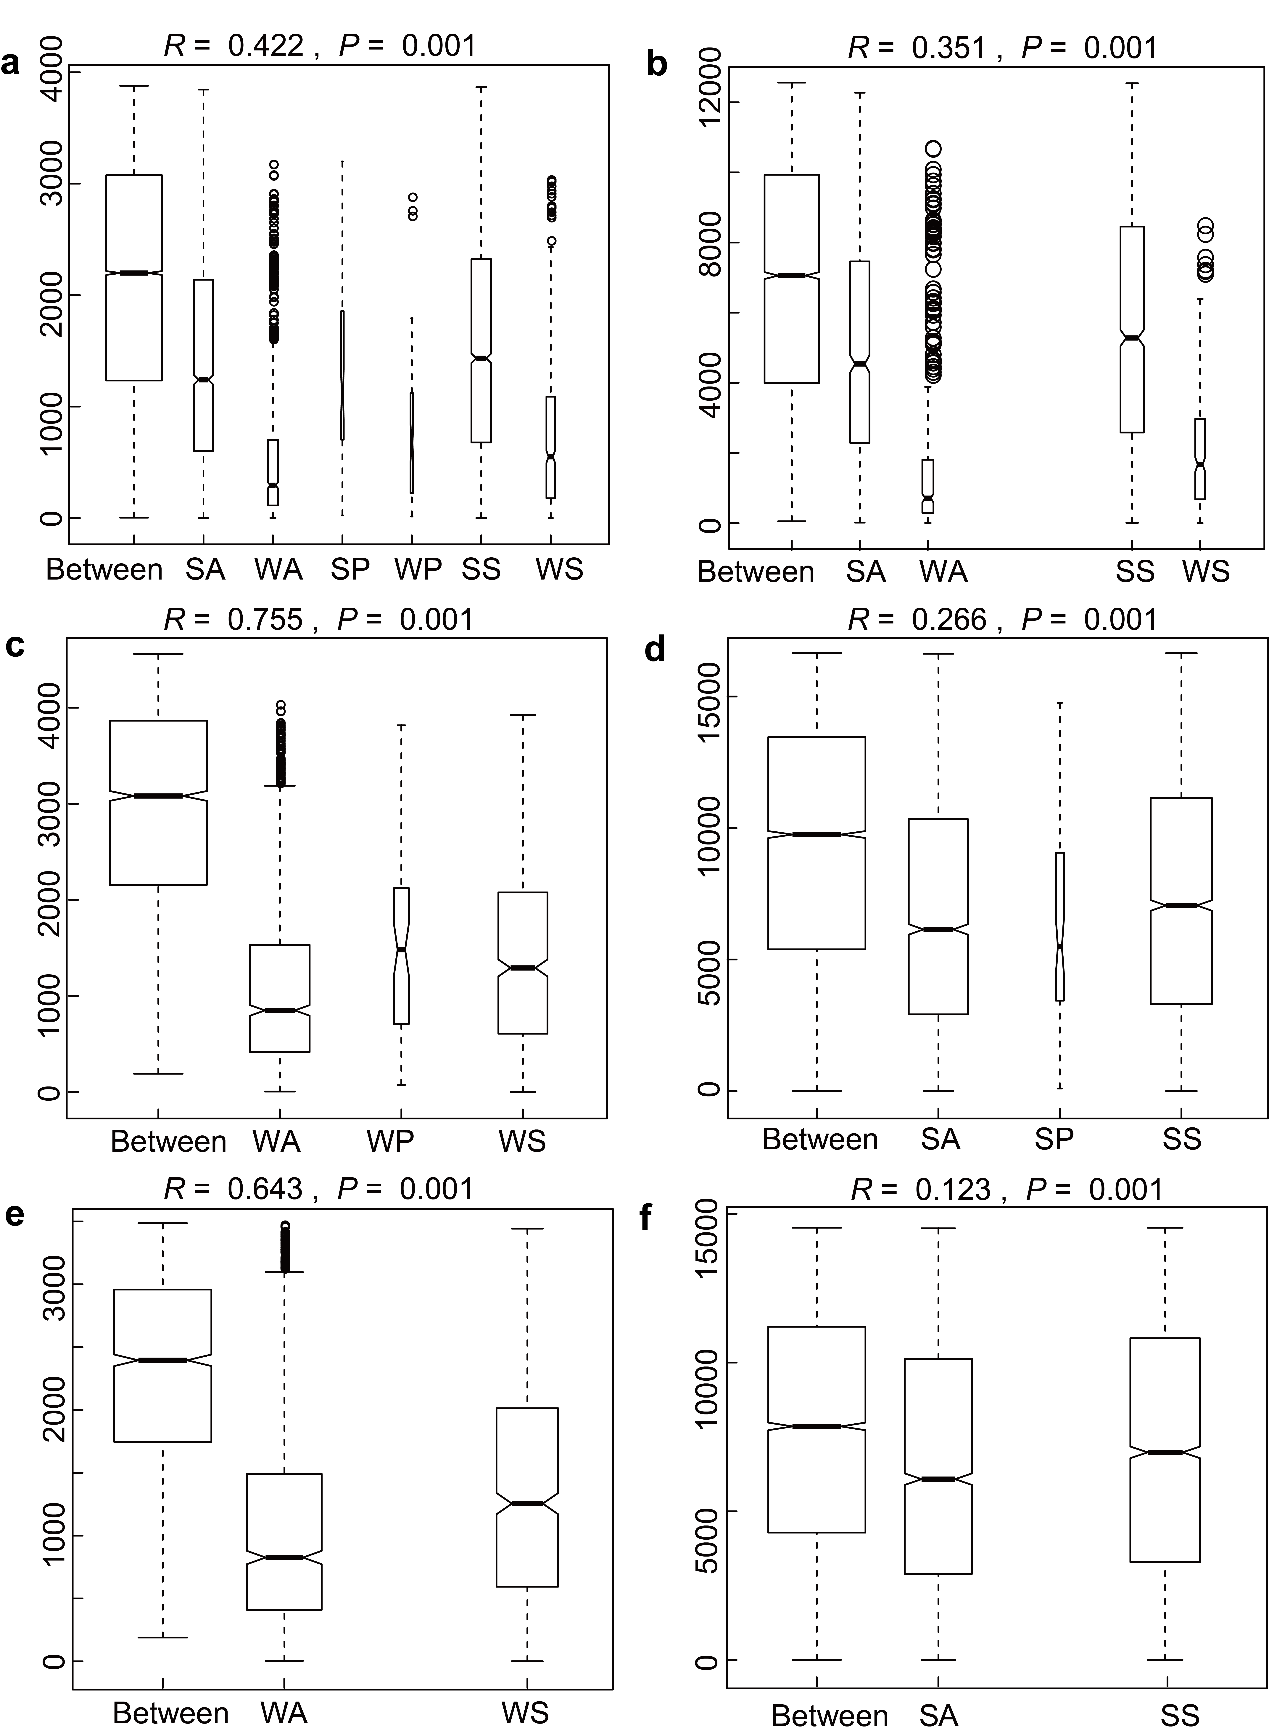 a
R = 0.422 , P = 0.001
4000
3000
2000
1000
0
Between SA WA SP WP SS WS
b
R = 0.351 , P = 0.001
12000
8000
4000
0
Between SA WA SS WS
c
R = 0.755 , P = 0.001
4000
3000
2000
1000
0
Between WA WP WS
d
R = 0.266 , P = 0.001
15000
10000
5000
0
Between SA SP SS
e
R = 0.643 , P = 0.001
3000
2000
1000
0
Between WA WS
f
R = 0.123 , P = 0.001
15000
10000
5000
0
Between SA SS